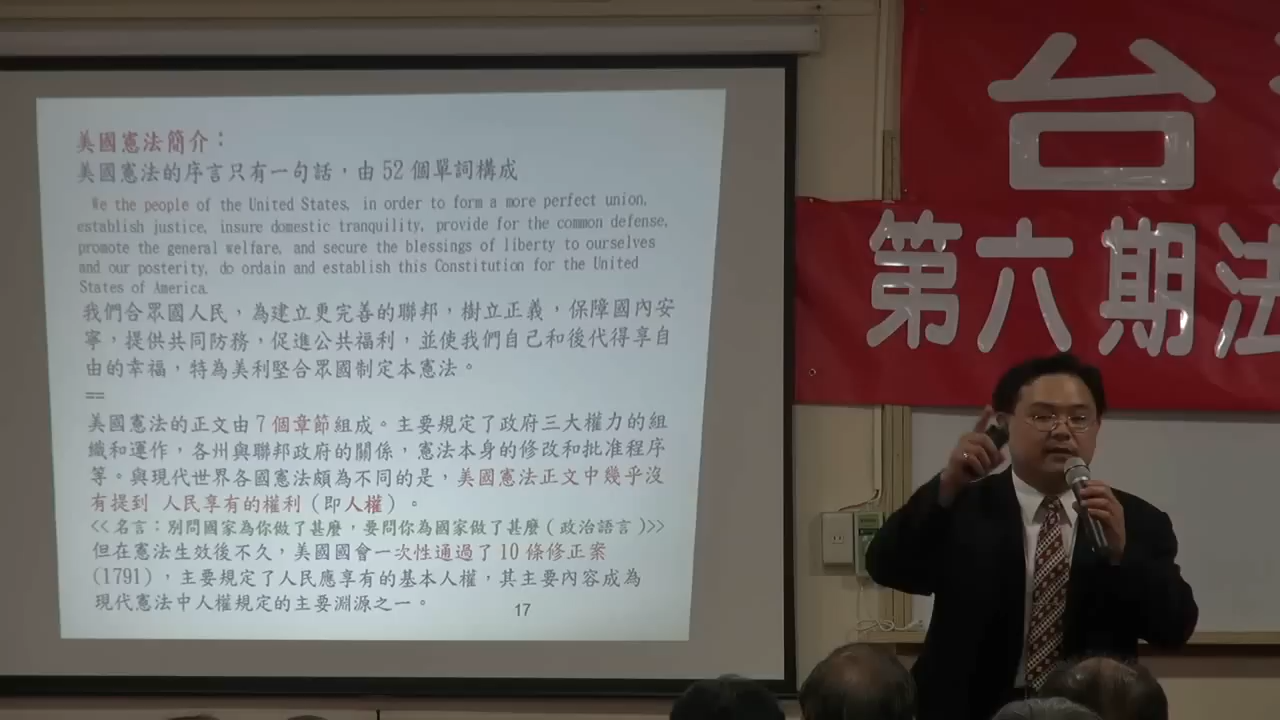 美國憲法簡介：
美國憲法的序言只有一句話，由 52 個單詞構成
We the people of the United States, in order to form a more perfect union,
establish justice, insure domestic tranquility, provide for the common defense,
promote the general welfare, and secure the blessings of liberty to ourselves
and our posterity, do ordain and establish this Constitution for the United
States of America.
我們合眾國人民，為建立更完善的聯邦，樹立正義，保障國內安
寧，提供共同防務，促進公共福利，並使我們自己和後代得享自
由的幸福，特為美利堅合眾國制定本憲法。
==
美國憲法的正文由 7 個章節組成。主要規定了政府三大權力的組
織和運作，各州與聯邦政府的關係，憲法本身的修改和批准程序
等。與現代世界各國憲法頗為不同的是，美國憲法正文中幾乎沒
有提到 人民享有的權利（即人權）。
<<名言：別問國家為你做了甚麼，要問你為國家做了甚麼（政治語言）>>
但在憲法生效後不久，美國國會一次性通過了 10 條修正案
(1791)，主要規定了人民應享有的基本人權，其主要內容成為
現代憲法中人權規定的主要淵源之一。
17
台
第六期法